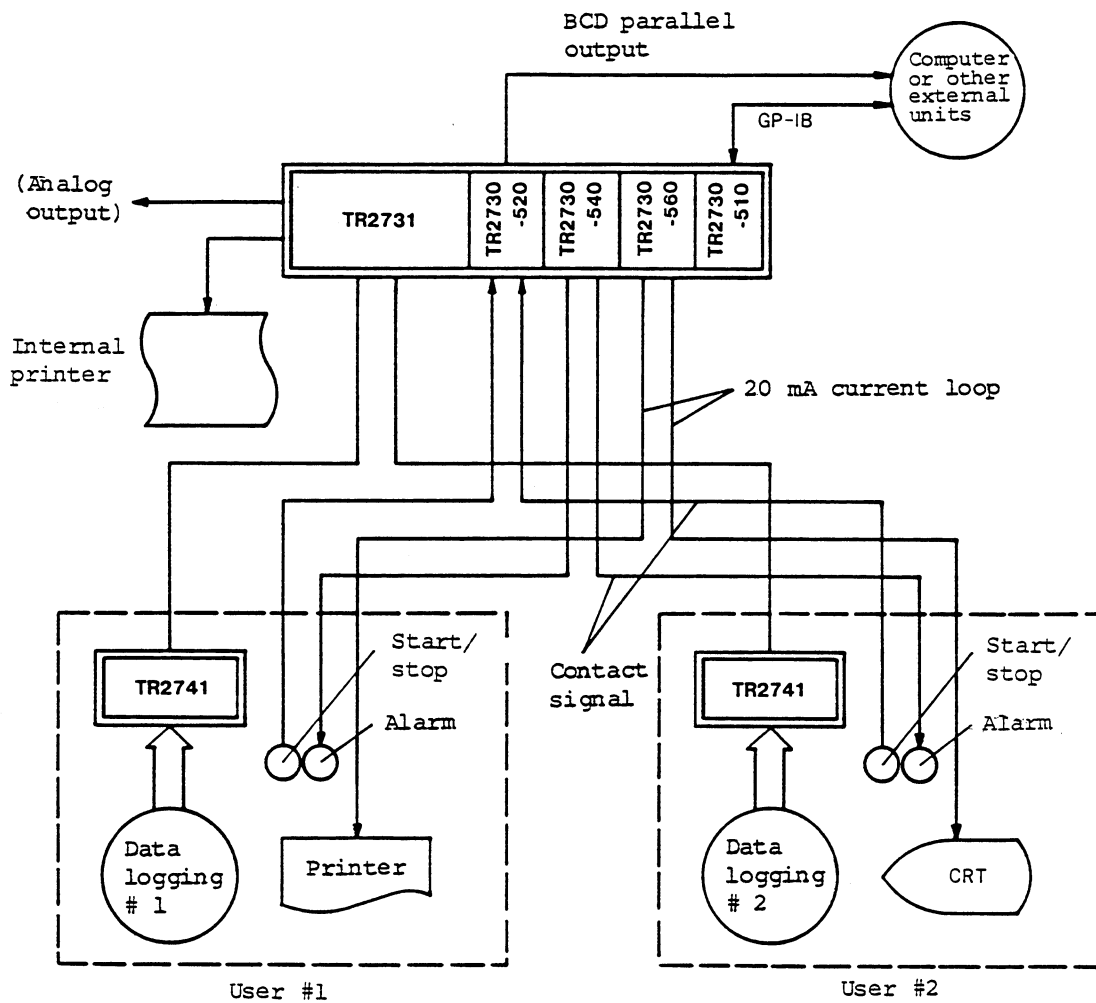 BCD parallel
output
Computer
or other
external
units
GP-IB
(Analog
output)
TR2731
TR2730
-520
TR2730
-540
TR2730
-560
TR2730
-510
Internal
printer
20 mA current loop
Start/
stop
Alarm
Contact
signal
Start/
stop
Alarm
TR2741
TR2741
Data
logging
# 1
Printer
Data
logging
# 2
CRT
User #1
User #2